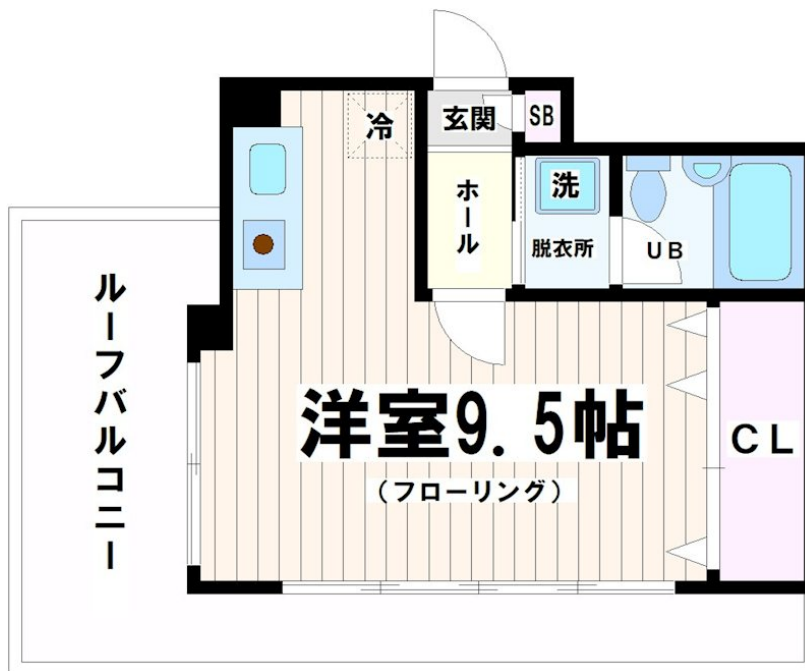 冷
玄関
SB
ホール
洗
脱衣所
UB
ルーフバルコニー
洋室9.5帖
(フローリング)
CL